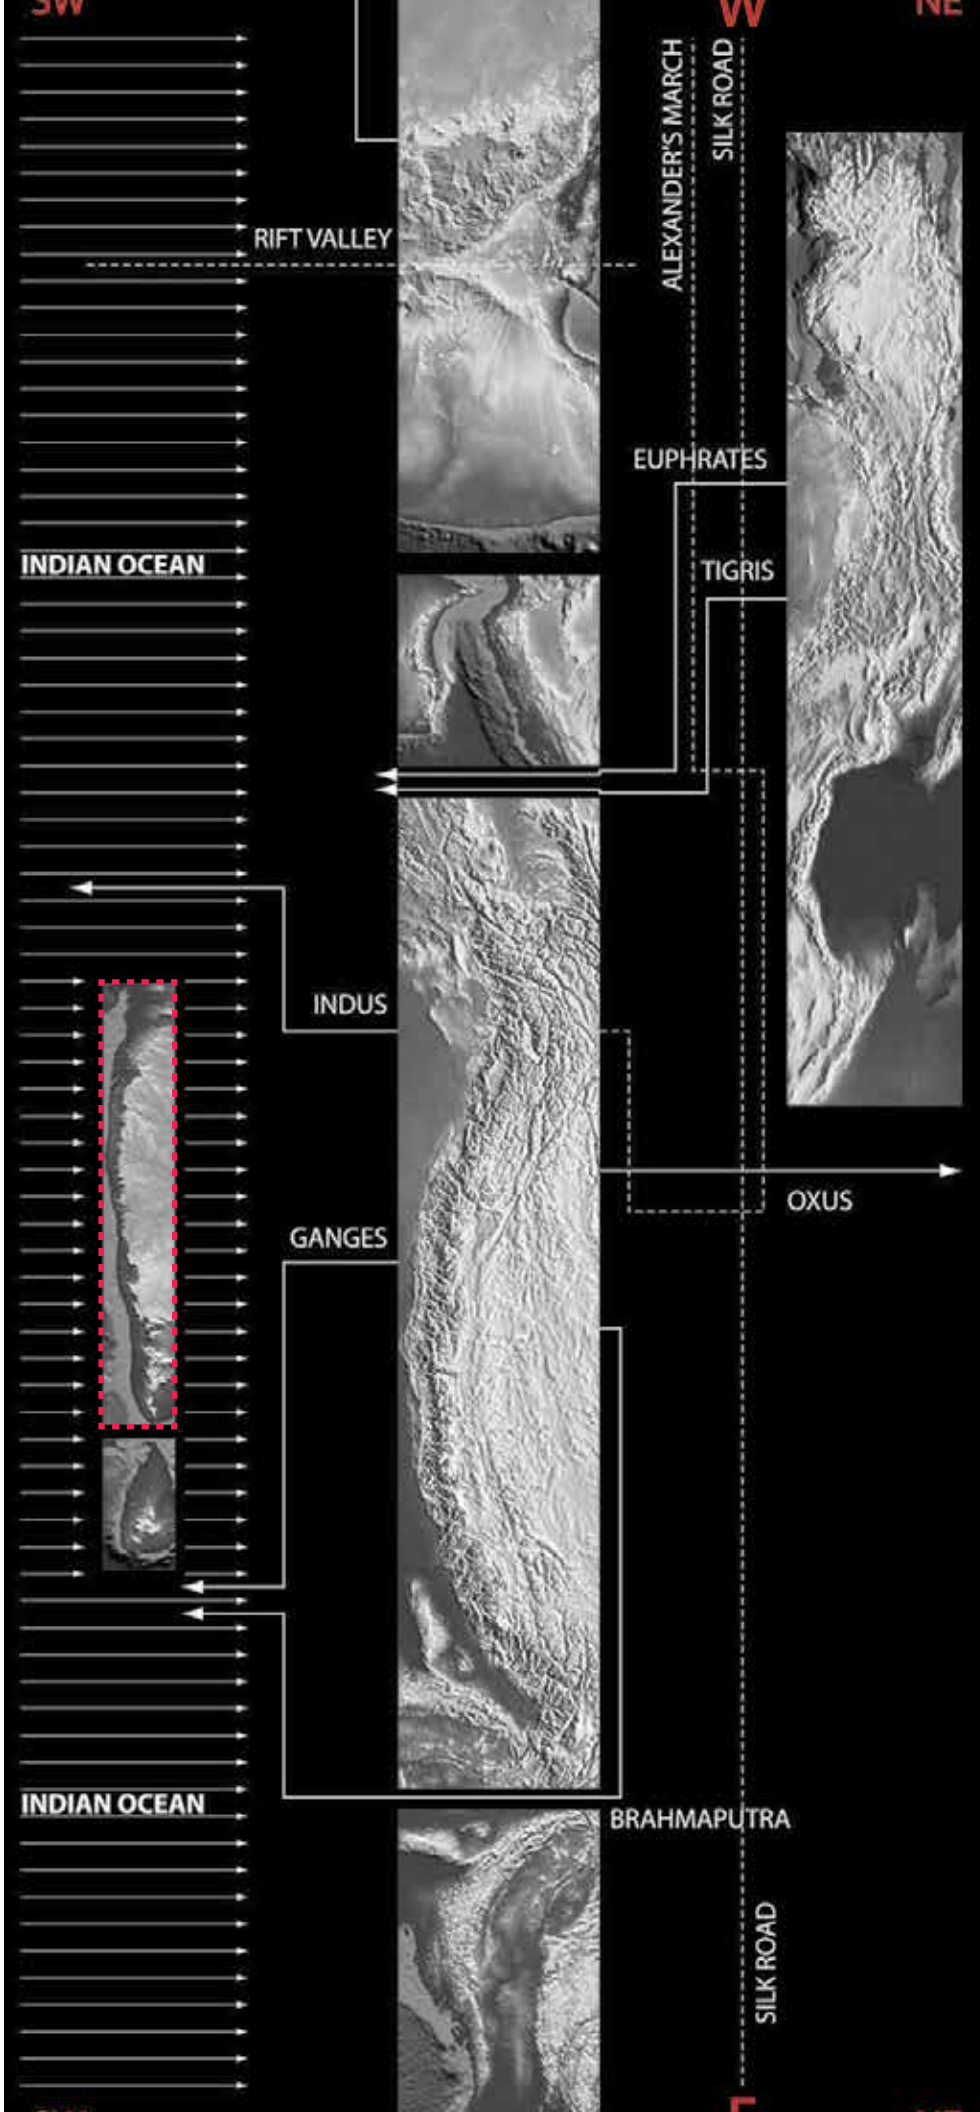 SW
W
NE
ALEXANDER'S MARCH
SILK ROAD
RIFT VALLEY
EUPHRATES
INDIAN OCEAN
TIGRIS
INDUS
OXUS
GANGES
INDIAN OCEAN
BRAHMAPUTRA
SILK ROAD